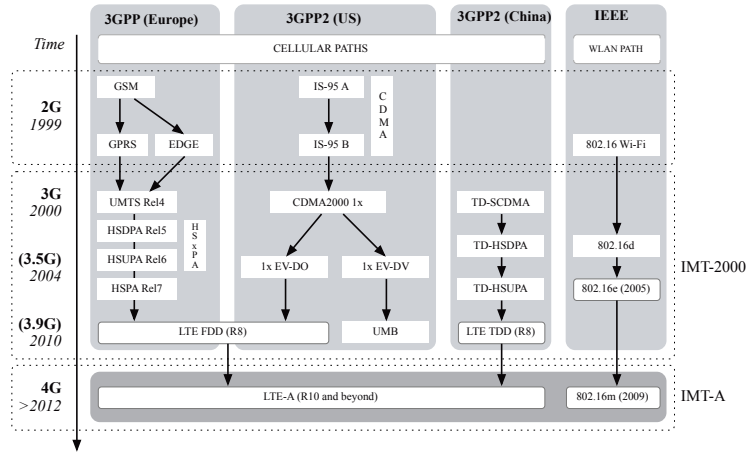 3GPP (Europe)
3GPP2 (US)
3GPP2 (China)
IEEE
Time
CELLULAR PATHS
WLAN PATH
2G
1999
GSM
IS-95 A
CDMA
GPRS
EDGE
IS-95 B
802.16 Wi-Fi
3G
2000
UMTS Rel4
CDMA2000 1x
TD-SCDMA
HSDPA Rel5
HSxPA
TD-HSDPA
802.16d
(3.5G)
2004
HSUPA Rel6
1x EV-DO
1x EV-DV
IMT-2000
HSPA Rel7
TD-HSUPA
802.16e (2005)
(3.9G)
2010
LTE FDD (R8)
UMB
LTE TDD (R8)
4G
>2012
LTE-A (R10 and beyond)
802.16m (2009)
IMT-A